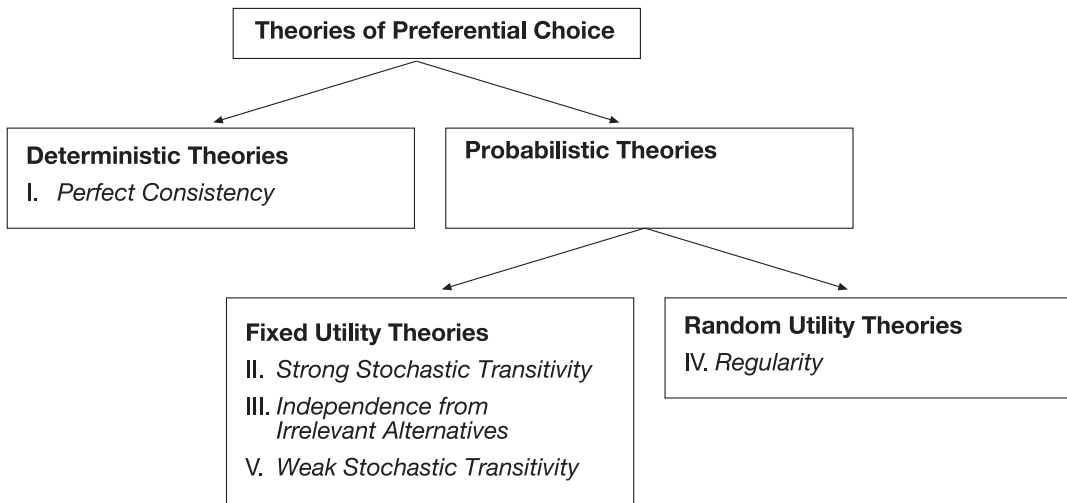 Theories of Preferential Choice
Deterministic Theories
I. Perfect Consistency
Probabilistic Theories
Fixed Utility Theories
II. Strong Stochastic Transitivity
III. Independence from
Irrelevant Alternatives
V. Weak Stochastic Transitivity
Random Utility Theories
IV. Regularity